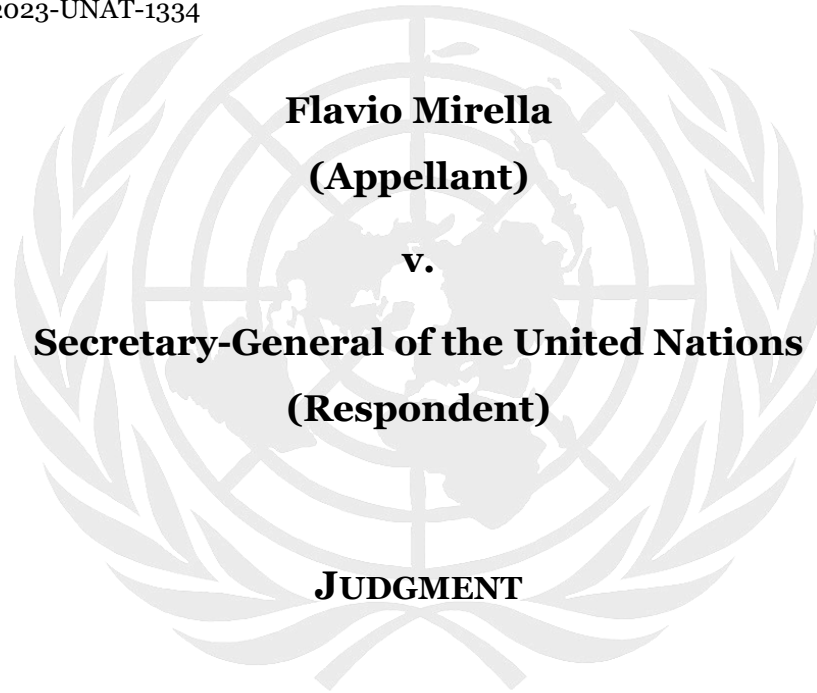 2023-UNAT-1334
Flavio Mirella
(Appellant)
v.
Secretary-General of the United Nations
(Respondent)
JUDGMENT